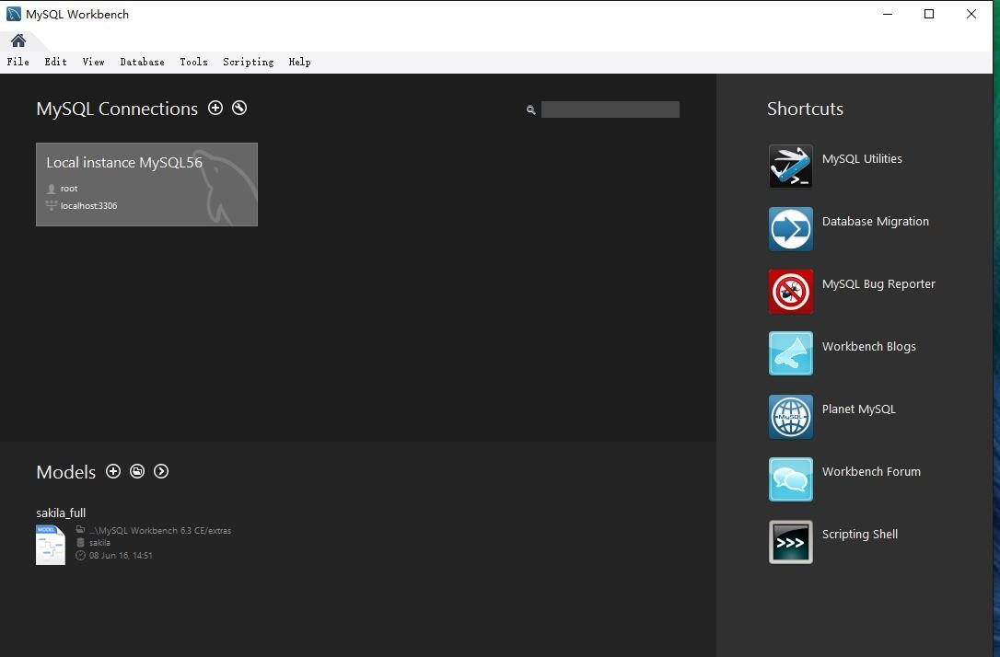 MySQL Workbench
File Edit View Database Tools Scripting Help
MySQL Connections
Local instance MySQL56
root
localhost:3306
Shortcuts
MySQL Utilities
Database Migration
MySQL Bug Reporter
Workbench Blogs
MySQL
Planet MySQL
Workbench Forum
>>>
Scripting Shell
Models
sakila_full
MODEL
...\MySQL Workbench 6.3 CE/extras
sakila
08 Jun 16, 14:51